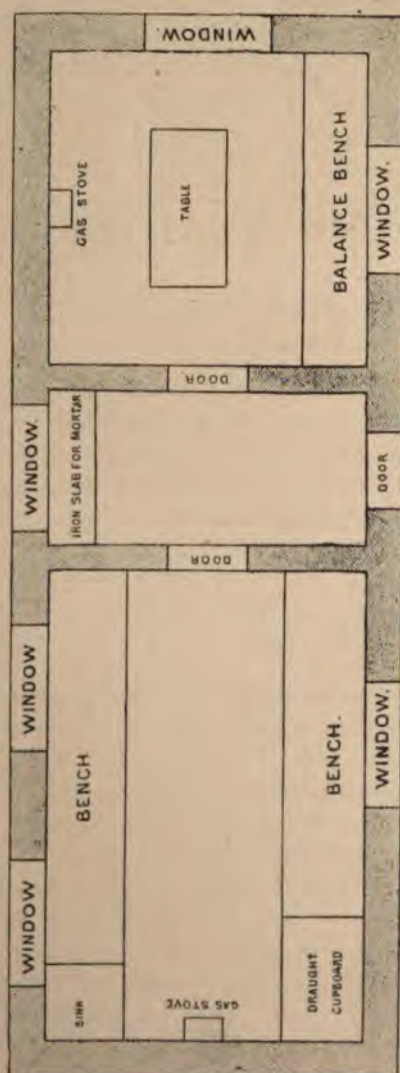 WINDOW.
GAS STOVE
TABLE
BALANCE BENCH
WINDOW.
DOOR.
WINDOW.
IRON SLAB FOR MORTAR
DOOR
DOOR
WINDOW
BENCH
BENCH.
WINDOW.
WINDOW
SINK
GAS STOVE
DRAUGHT
CUPBOARD